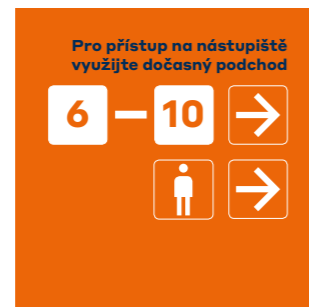 Pro přístup na nástupiště
využijte dočasný podchod
6 – 10 →
→